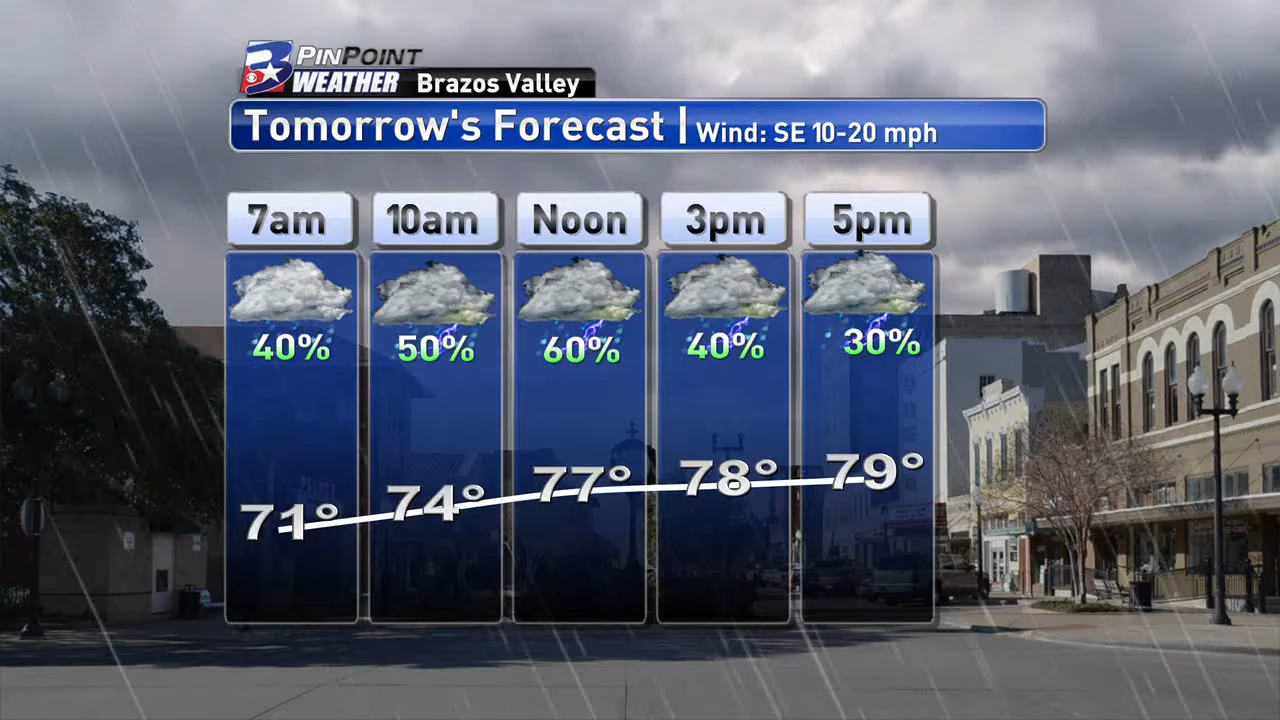 PINPOINT
WEATHER Brazos Valley
Tomorrow's Forecast | Wind: SE 10-20 mph
7am 10am Noon 3pm 5pm
40% 50% 60% 40% 30%
71° 74° 77° 78° 79°